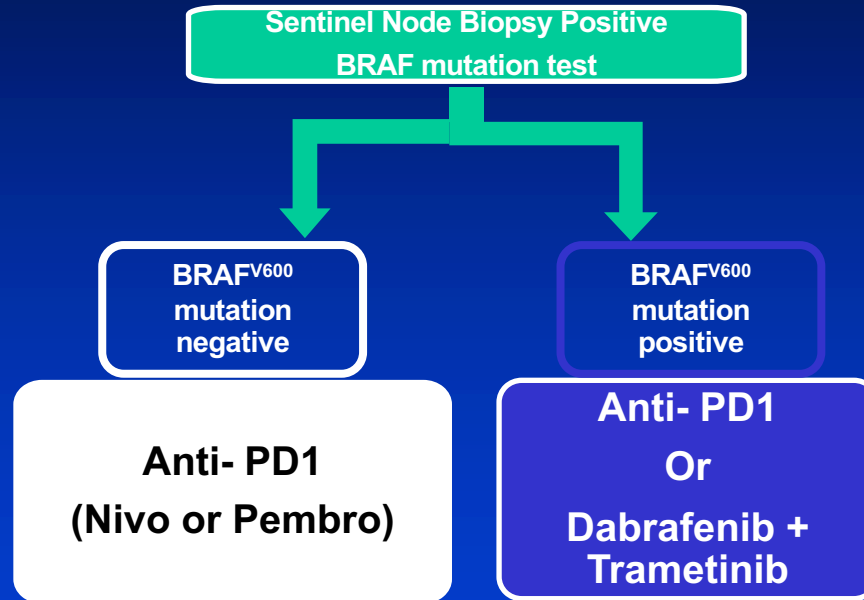 Sentinel Node Biopsy Positive
BRAF mutation test
BRAFV600
mutation
negative
BRAFV600
mutation
positive
Anti- PD1
(Nivo or Pembro)
Anti- PD1
Or
Dabrafenib +
Trametinib